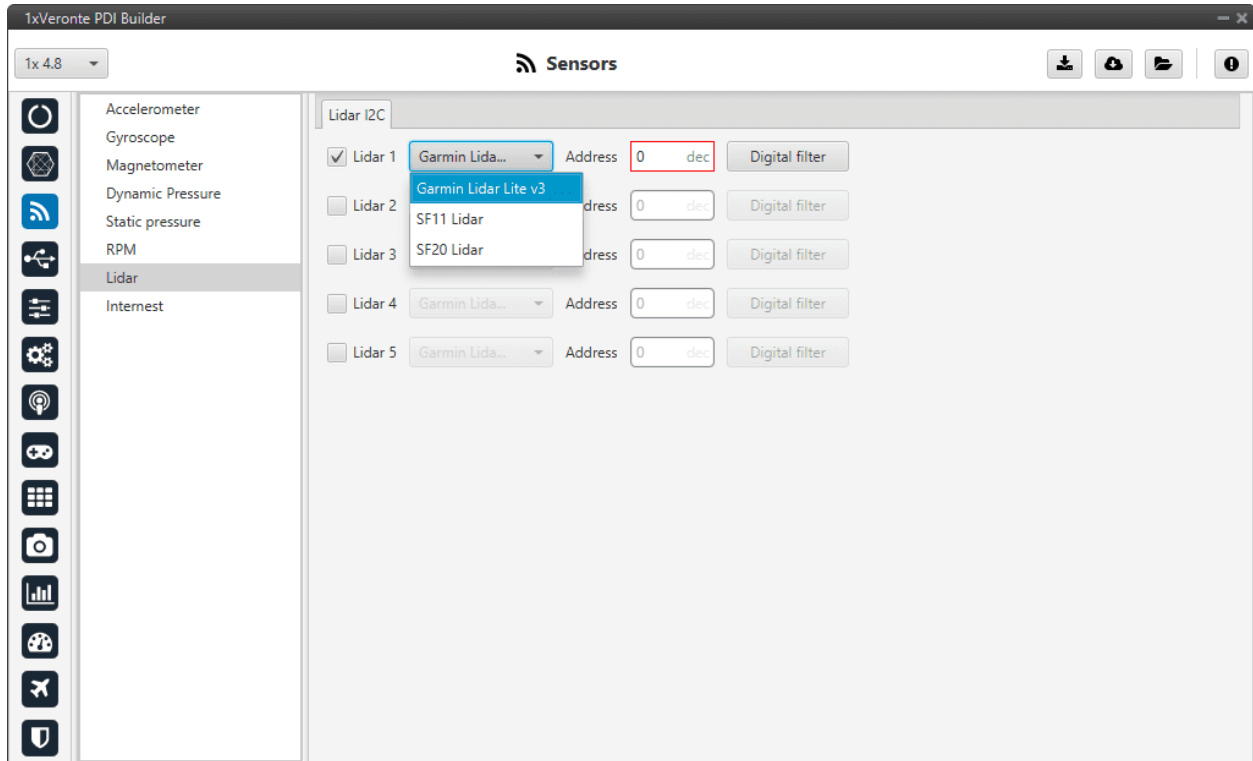 1xVeronte PDI Builder
1x 4.8
Sensors
Accelerometer
Gyroscope
Magnetometer
Dynamic Pressure
Static pressure
RPM
Lidar
Internest
Lidar I2C
Lidar 1 Garmin Lida... Address 0 dec Digital filter
Garmin Lidar Lite v3
SF11 Lidar
SF20 Lidar
Lidar 2 dress 0 dec Digital filter
Lidar 3 dress 0 dec Digital filter
Lidar 4 Garmin Lida... Address 0 dec Digital filter
Lidar 5 Garmin Lida... Address 0 dec Digital filter